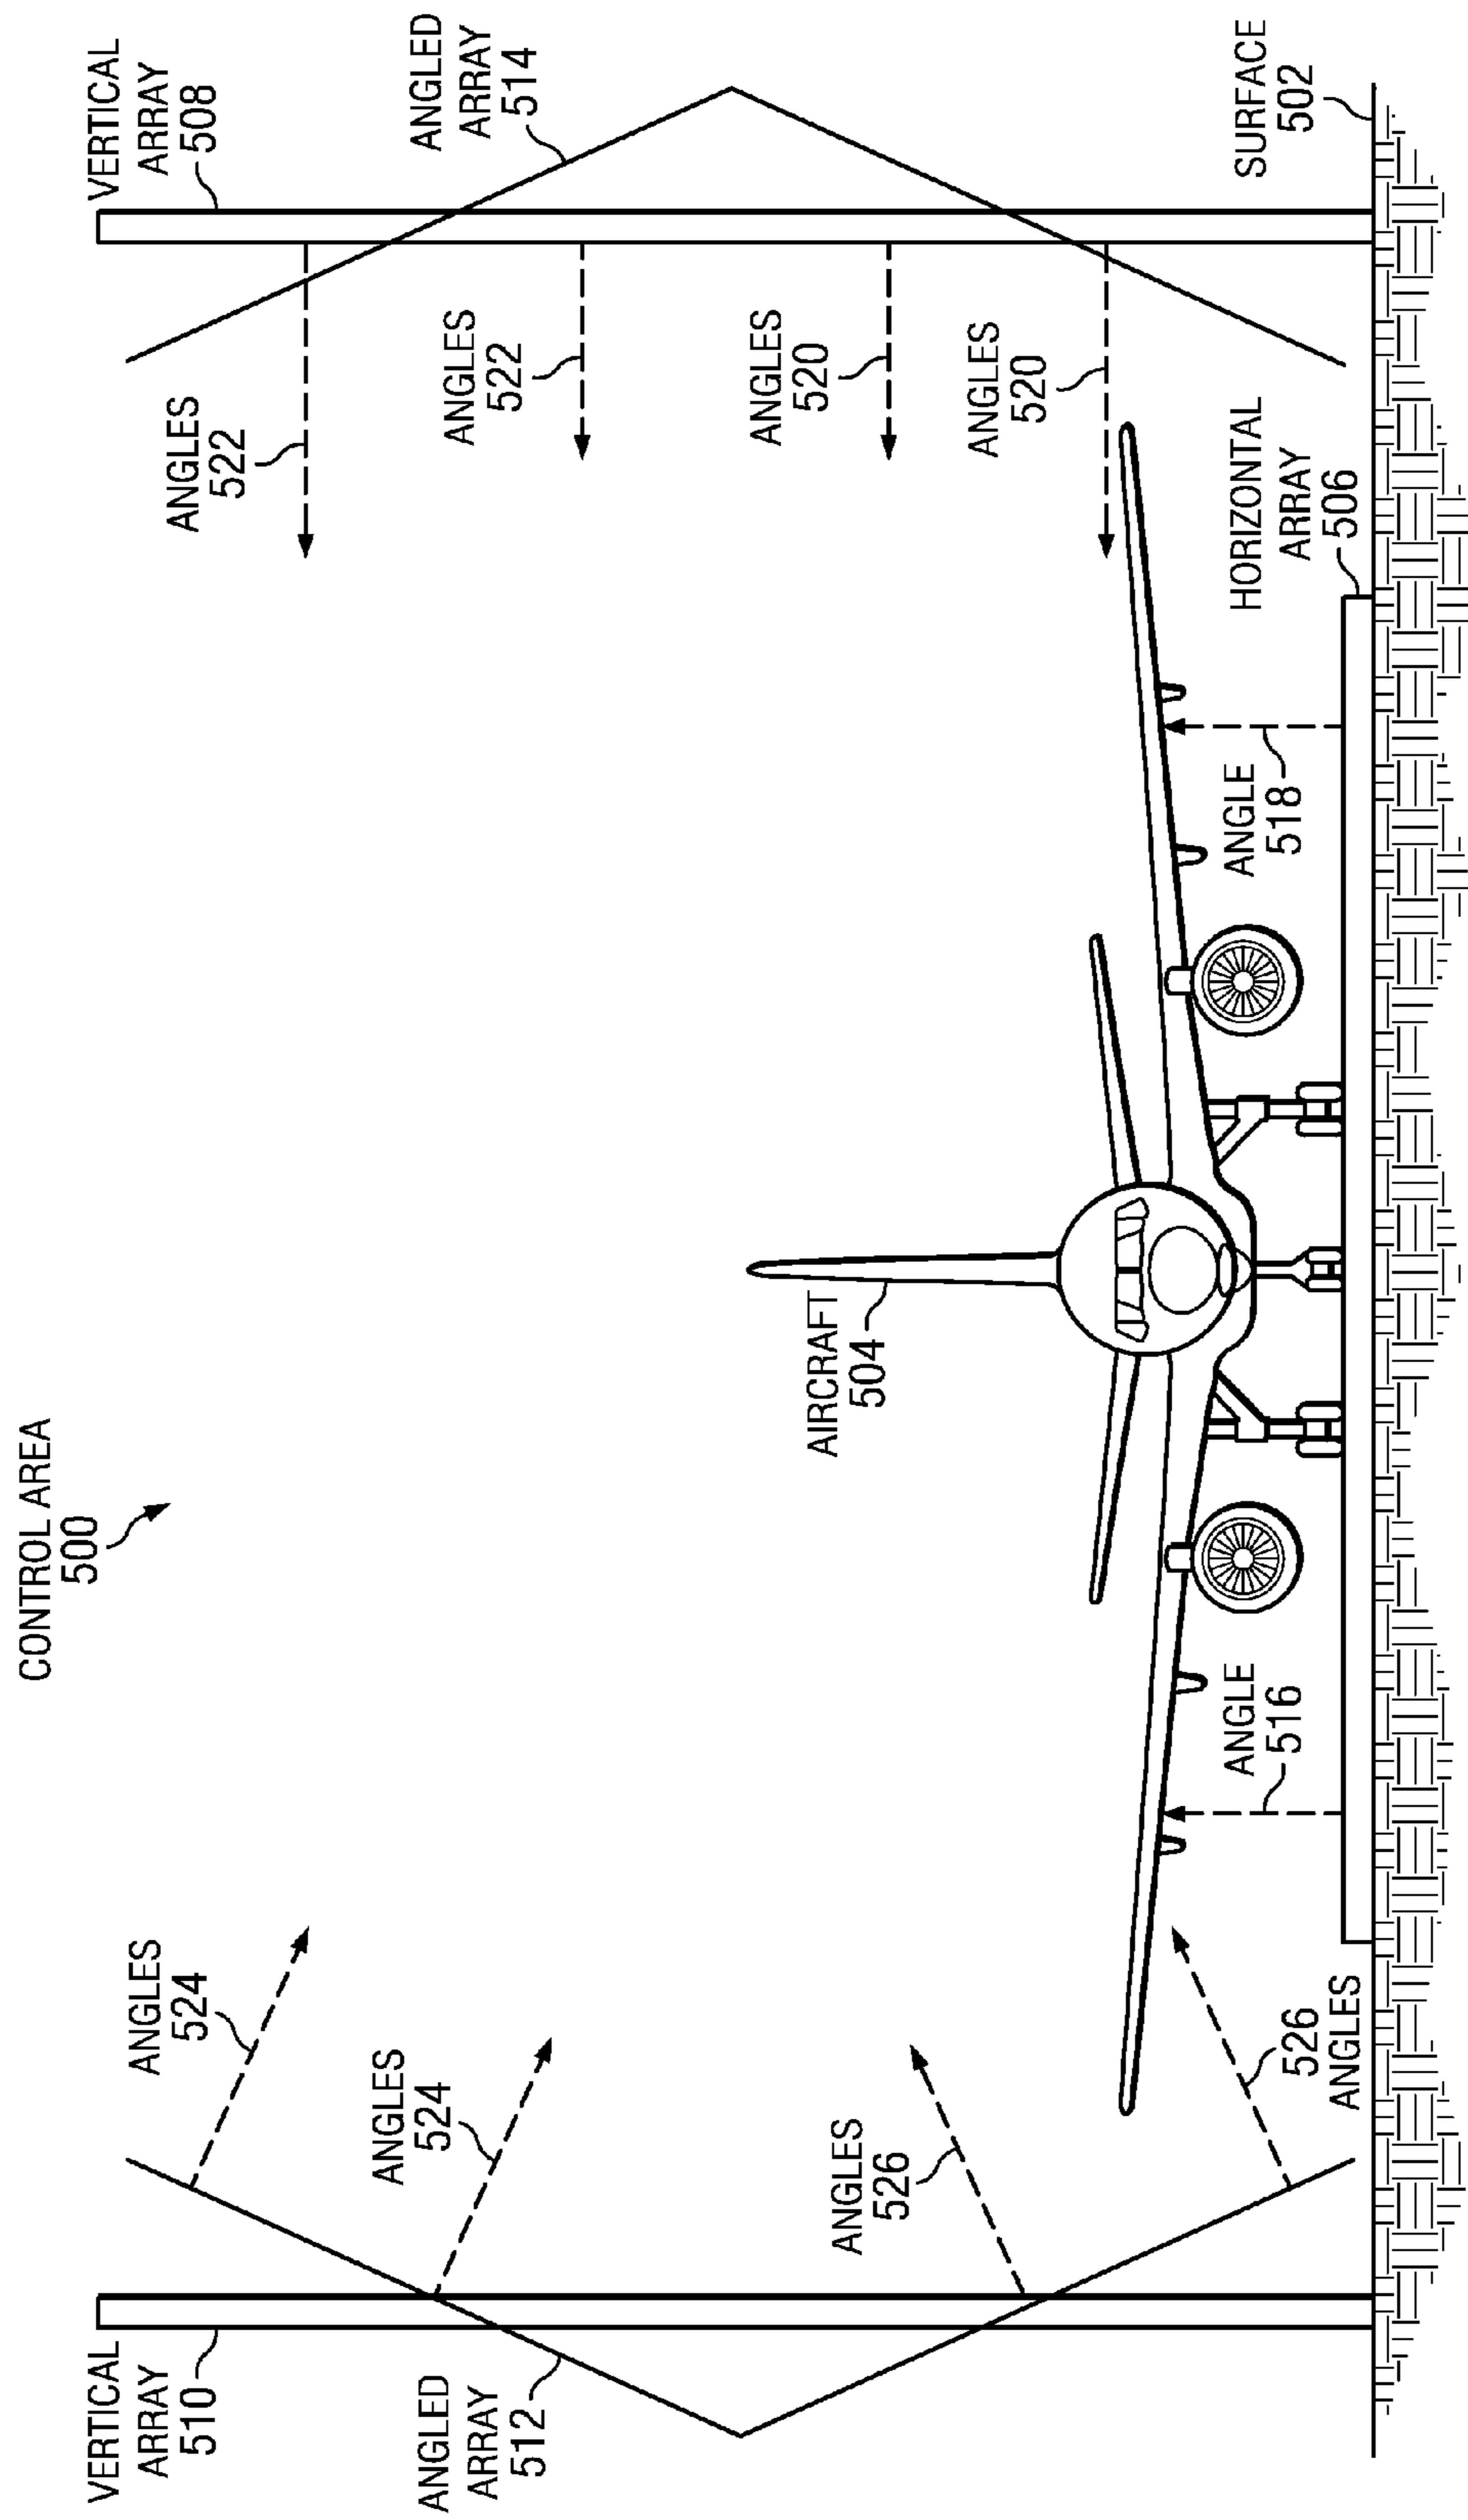 CONTROL AREA
500
VERTICAL
ARRAY
510
ANGLED
ARRAY
512
ANGLES
524
ANGLES
524
ANGLES
526
526
ANGLES
ANGLE
516
AIRCRAFT
504
ANGLE
518
HORIZONTAL
ARRAY
506
ANGLES
522
ANGLES
522
ANGLES
520
ANGLES
520
VERTICAL
ARRAY
508
ANGLED
ARRAY
514
SURFACE
502